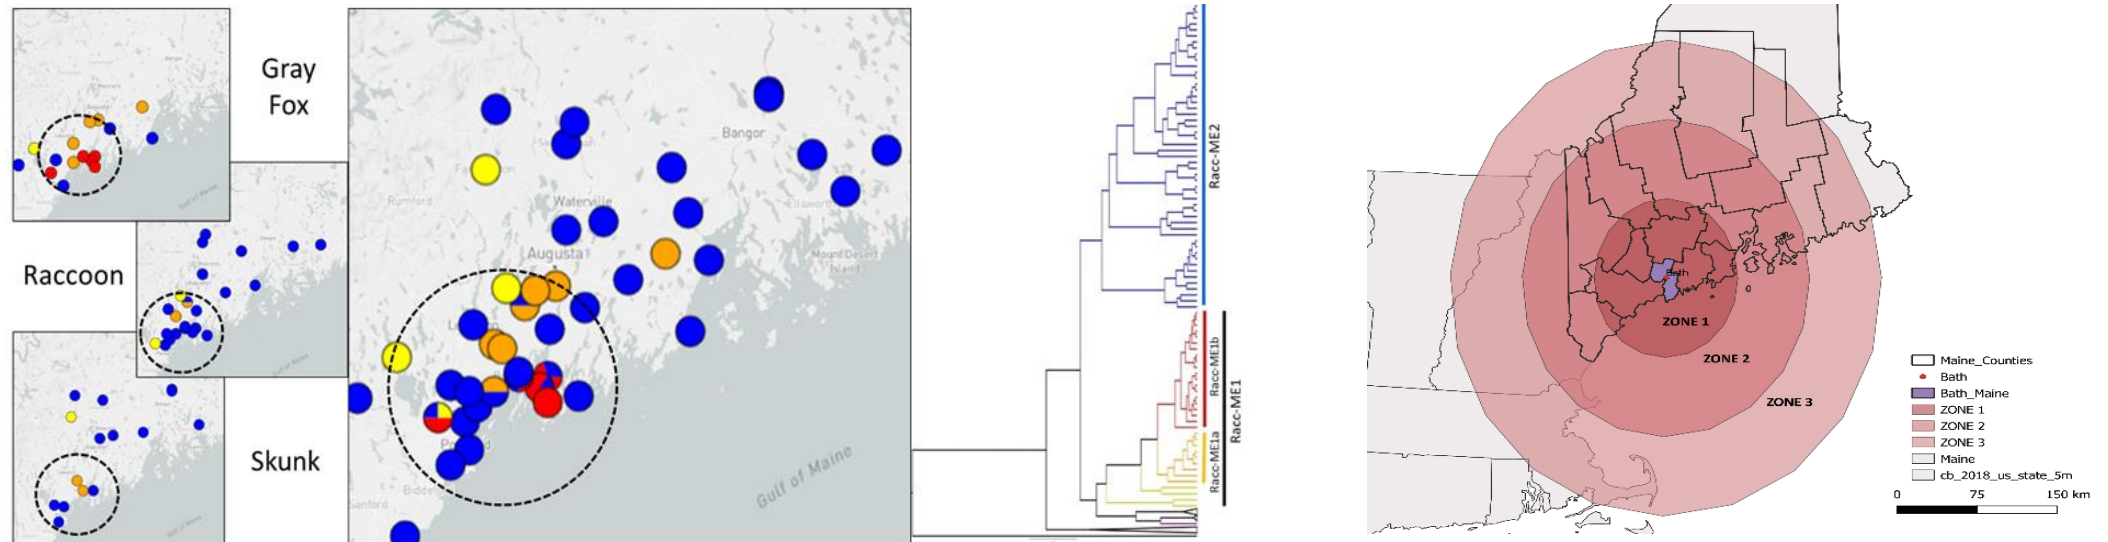 Gray
Fox
Raccoon
Skunk
Bangor
Rumford
Waterville
Ellsworth
Augusta
Mount Desert
Island
Gulf of Maine
Sanford
Racc-ME2
Racc-ME1b
Racc-ME1
Racc-ME1a
Bath
ZONE 1
ZONE 2
ZONE 3
Maine_Counties
Bath
Bath_Maine
ZONE 1
ZONE 2
ZONE 3
Maine
cb_2018_us_state_5m
0 75 150 km